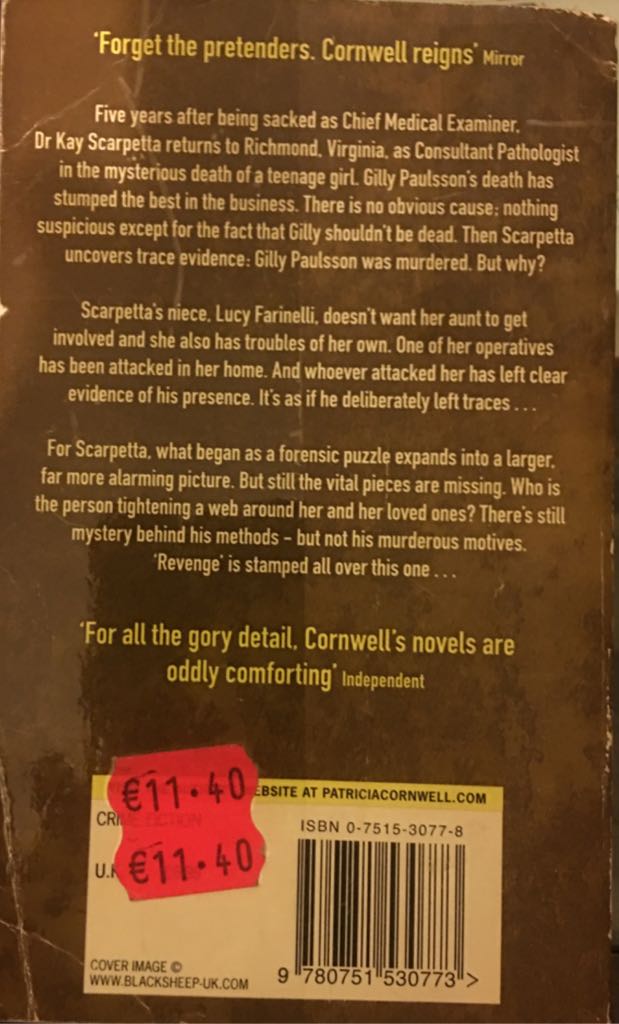 ‘Forget the pretenders. Cornwell reigns’ Mirror
Five years after being sacked as Chief Medical Examiner,
Dr Kay Scarpetta returns to Richmond, Virginia, as Consultant Pathologist
in the mysterious death of a teenage girl. Gilly Paulsson's death has
stumped the best in the business. There is no obvious cause; nothing
suspicious except for the fact that Gilly shouldn't be dead. Then Scarpetta
uncovers trace evidence: Gilly Paulsson was murdered. But why?
Scarpetta's niece, Lucy Farinelli, doesn't want her aunt to get
involved and she also has troubles of her own. One of her operatives
has been attacked in her home. And whoever attacked her has left clear
evidence of his presence. It's as if he deliberately left traces . . .
For Scarpetta, what began as a forensic puzzle expands into a larger,
far more alarming picture. But still the vital pieces are missing. Who is
the person tightening a web around her and her loved ones? There's still
mystery behind his methods – but not his murderous motives.
‘Revenge’ is stamped all over this one . . .
‘For all the gory detail, Cornwell's novels are
oddly comforting’ Independent
€11.40
EBSITE AT PATRICIACORNWELL.COM
CRIME FICTION
ISBN 0-7515-3077-8
€11.40
U.K
COVER IMAGE ©
WWW.BLACKSHEEP-UK.COM
9 780751 530773 >